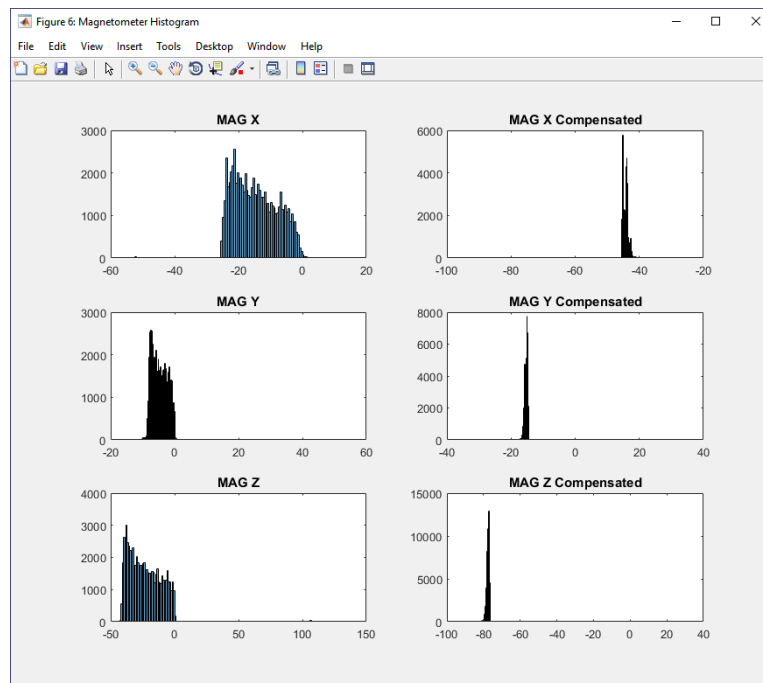 Figure 6: Magnetometer Histogram
File Edit View Insert Tools Desktop Window Help
MAG X
3000
2000
1000
0
-60 -40 -20 0 20
MAG X Compensated
6000
4000
2000
0
-100 -80 -60 -40 -20
MAG Y
3000
2000
1000
0
-20 0 20 40 60
MAG Y Compensated
8000
6000
4000
2000
0
-40 -20 0 20 40
MAG Z
4000
3000
2000
1000
0
-50 0 50 100 150
MAG Z Compensated
15000
10000
5000
0
-100 -80 -60 -40 -20 0 20 40